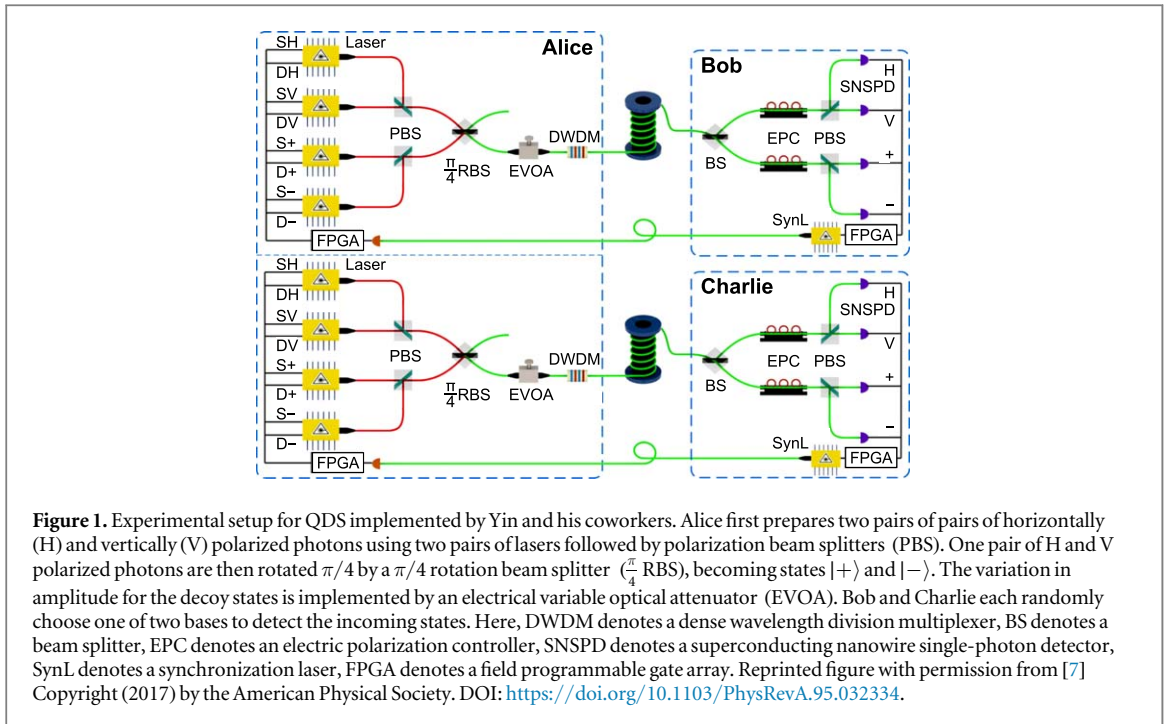 Alice
SH
Laser
DH
SV
DV
PBS
S+
D+
π/4 RBS
EVOA
DWDM
S−
D−
FPGA
Bob
H
SNSPD
V
EPC
PBS
BS
+
−
SynL
FPGA
SH
Laser
DH
SV
DV
PBS
S+
D+
π/4 RBS
EVOA
DWDM
S−
D−
FPGA
Charlie
H
SNSPD
V
EPC
PBS
BS
+
−
SynL
FPGA
Figure 1. Experimental setup for QDS implemented by Yin and his coworkers. Alice first prepares two pairs of pairs of horizontally
(H) and vertically (V) polarized photons using two pairs of lasers followed by polarization beam splitters (PBS). One pair of H and V
polarized photons are then rotated π/4 by a π/4 rotation beam splitter (π/4 RBS), becoming states |+⟩ and |−⟩. The variation in
amplitude for the decoy states is implemented by an electrical variable optical attenuator (EVOA). Bob and Charlie each randomly
choose one of two bases to detect the incoming states. Here, DWDM denotes a dense wavelength division multiplexer, BS denotes a
beam splitter, EPC denotes an electric polarization controller, SNSPD denotes a superconducting nanowire single-photon detector,
SynL denotes a synchronization laser, FPGA denotes a field programmable gate array. Reprinted figure with permission from [7]
Copyright (2017) by the American Physical Society. DOI: https://doi.org/10.1103/PhysRevA.95.032334.